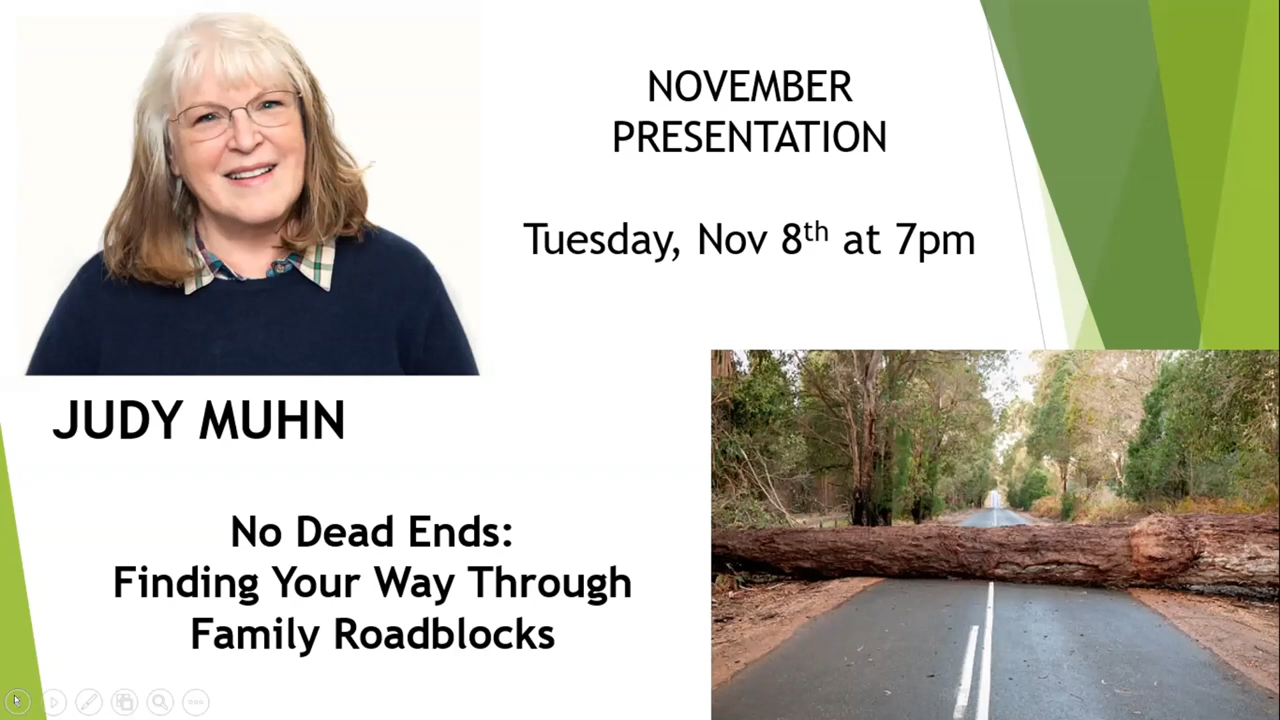 NOVEMBER
PRESENTATION
Tuesday, Nov 8th at 7pm
JUDY MUHN
No Dead Ends:
Finding Your Way Through
Family Roadblocks